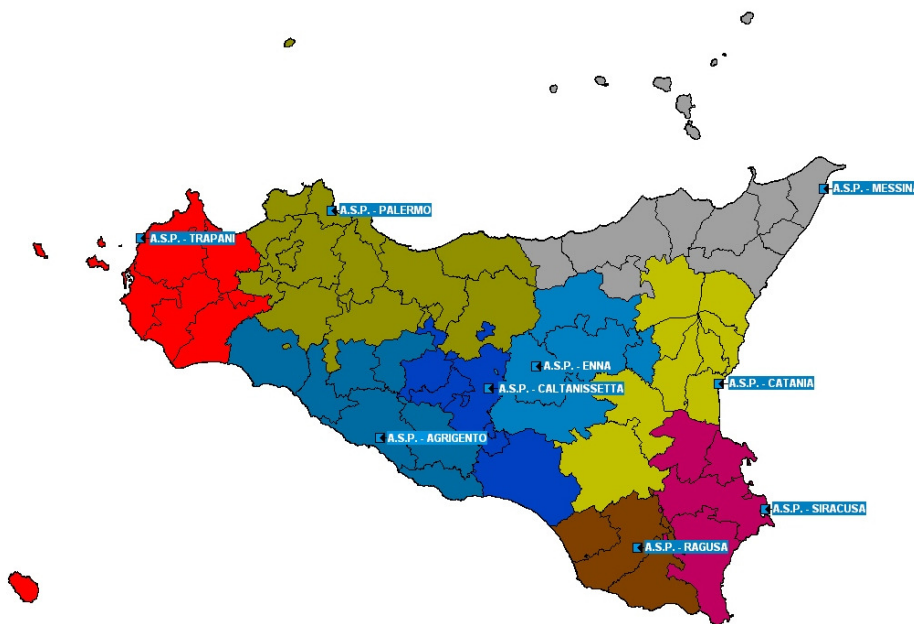 A.S.P. - MESSINA
A.S.P. - PALERMO
A.S.P. - TRAPANI
A.S.P. - ENNA
A.S.P. - CATANIA
A.S.P. - CALTANISSETTA
A.S.P. - AGRIGENTO
A.S.P. - SIRACUSA
A.S.P. - RAGUSA